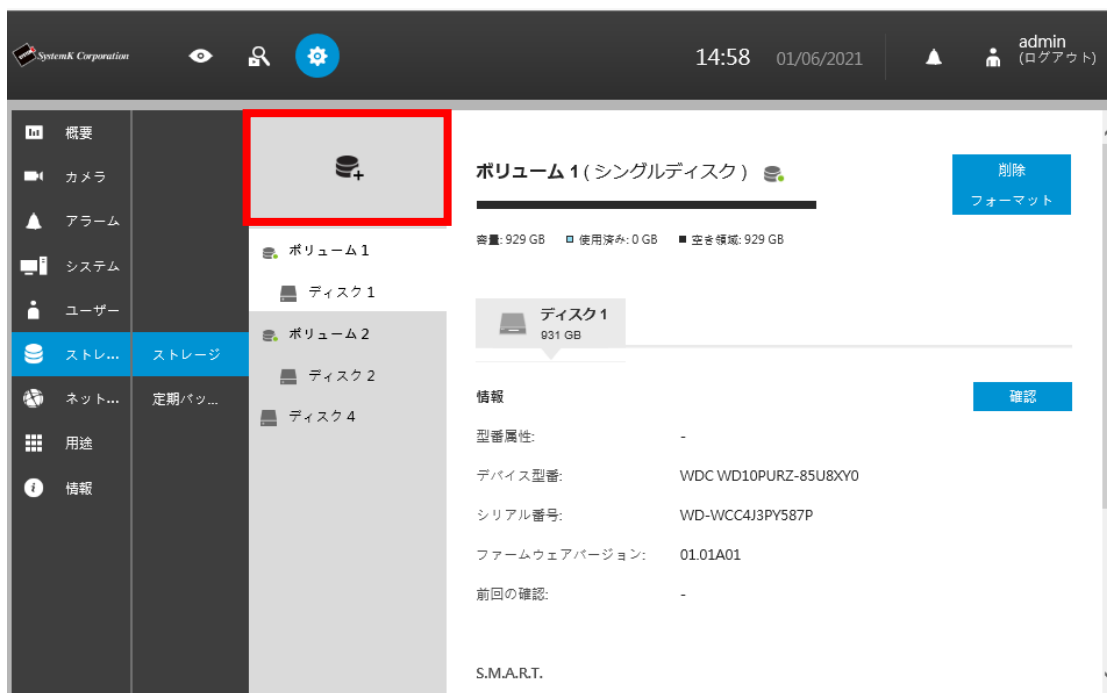 SystemK Corporation
14:58 01/06/2021
admin
(ログアウト)
概要
カメラ
アラーム
システム
ユーザー
ストレ...
ネット...
用途
情報
ストレージ
定期バッ...
ボリューム 1
ディスク 1
ボリューム 2
ディスク 2
ディスク 4
ボリューム 1 ( シングルディスク )
削除
フォーマット
容量: 929 GB 使用済み: 0 GB 空き領域: 929 GB
ディスク 1
931 GB
情報
確認
型番属性: -
デバイス型番: WDC WD10PURZ-85U8XY0
シリアル番号: WD-WCC4J3PY587P
ファームウェアバージョン: 01.01A01
前回の確認: -
S.M.A.R.T.